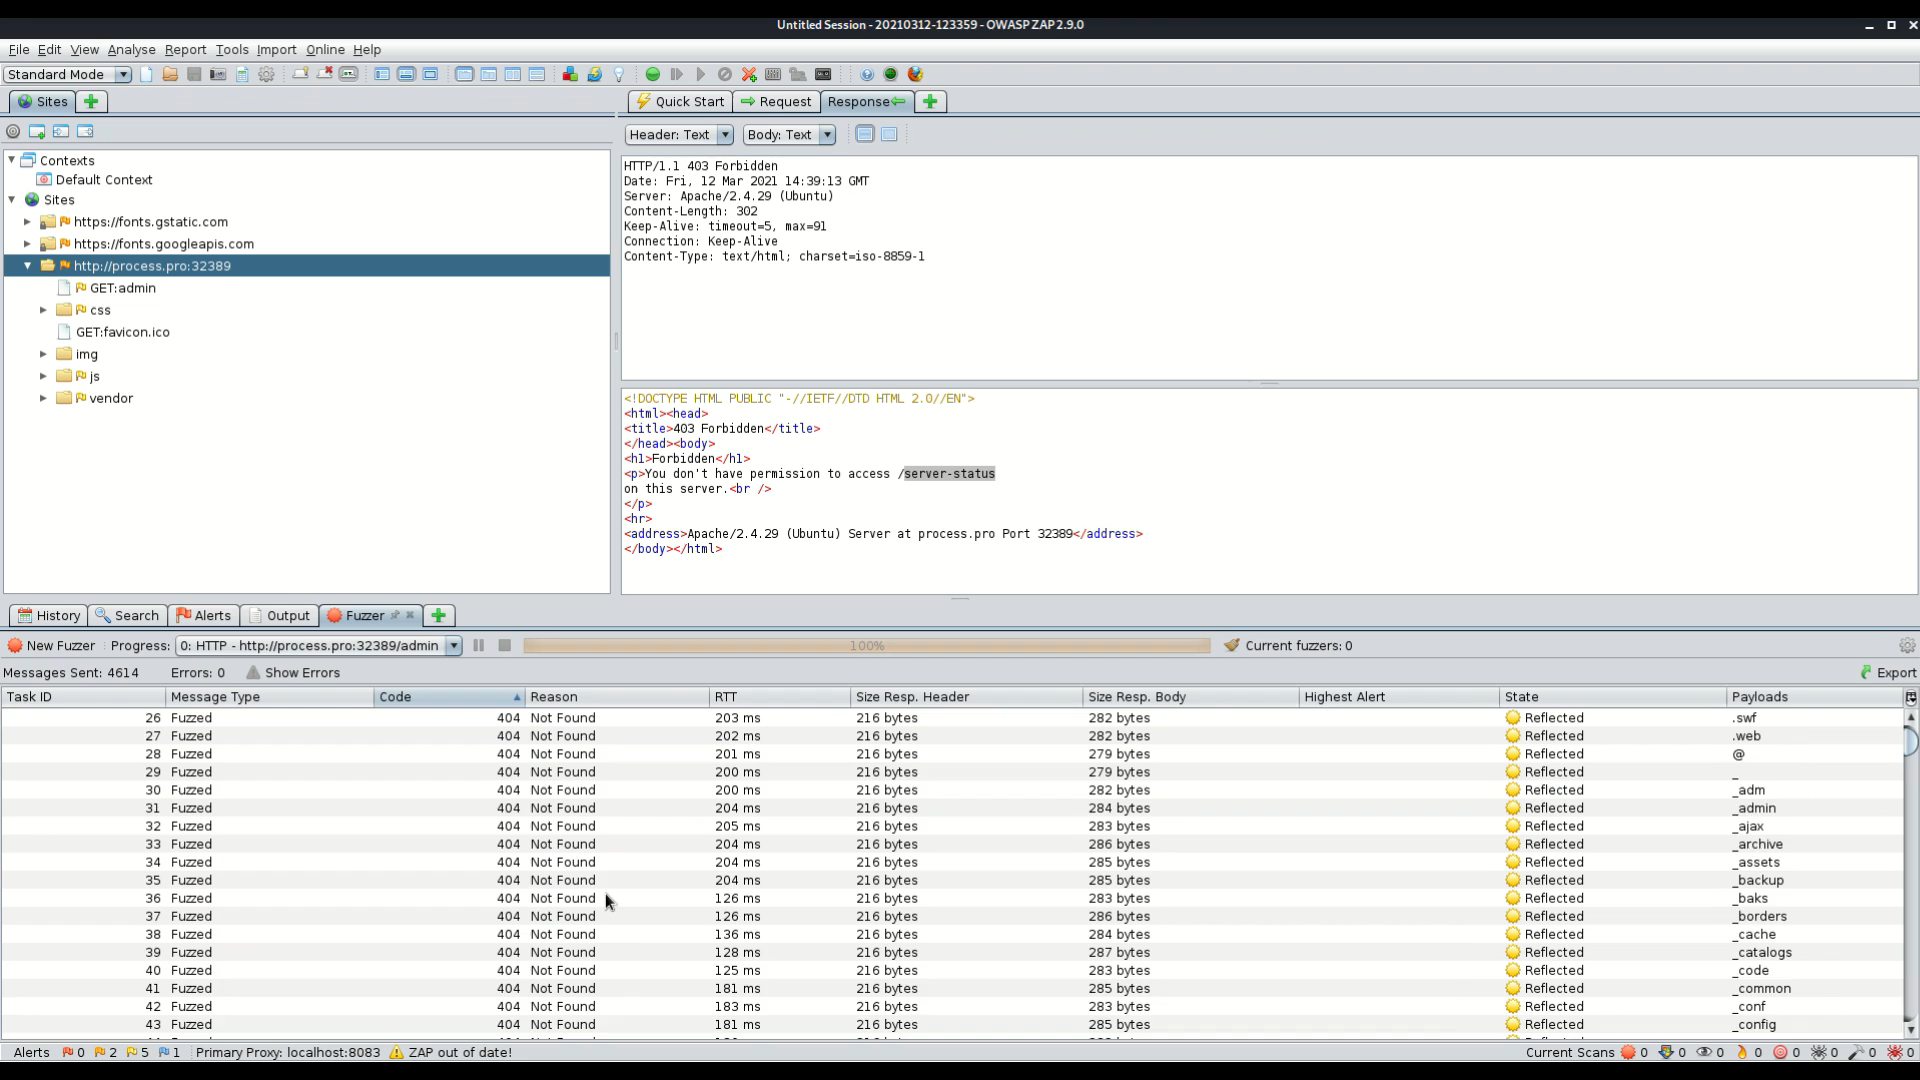 Untitled Session - 20210312-123359 - OWASP ZAP 2.9.0
File Edit View Analyse Report Tools Import Online Help
Standard Mode
Sites
Quick Start Request Response
Header: Text Body: Text
Contexts
Default Context
Sites
https://fonts.gstatic.com
https://fonts.googleapis.com
http://process.pro:32389
GET:admin
css
GET:favicon.ico
img
js
vendor
HTTP/1.1 403 Forbidden
Date: Fri, 12 Mar 2021 14:39:13 GMT
Server: Apache/2.4.29 (Ubuntu)
Content-Length: 302
Keep-Alive: timeout=5, max=91
Connection: Keep-Alive
Content-Type: text/html; charset=iso-8859-1
<!DOCTYPE HTML PUBLIC "-//IETF//DTD HTML 2.0//EN">
<html><head>
<title>403 Forbidden</title>
</head><body>
<h1>Forbidden</h1>
<p>You don't have permission to access /server-status
on this server.<br />
</p>
<hr>
<address>Apache/2.4.29 (Ubuntu) Server at process.pro Port 32389</address>
</body></html>
History Search Alerts Output Fuzzer
New Fuzzer Progress: 0: HTTP - http://process.pro:32389/admin 100% Current fuzzers: 0
Messages Sent: 4614 Errors: 0 Show Errors Export
Task ID Message Type Code Reason RTT Size Resp. Header Size Resp. Body Highest Alert State Payloads
26 Fuzzed 404 Not Found 203 ms 216 bytes 282 bytes Reflected .swf
27 Fuzzed 404 Not Found 202 ms 216 bytes 282 bytes Reflected .web
28 Fuzzed 404 Not Found 201 ms 216 bytes 279 bytes Reflected @
29 Fuzzed 404 Not Found 200 ms 216 bytes 279 bytes Reflected _
30 Fuzzed 404 Not Found 200 ms 216 bytes 282 bytes Reflected _adm
31 Fuzzed 404 Not Found 204 ms 216 bytes 284 bytes Reflected _admin
32 Fuzzed 404 Not Found 205 ms 216 bytes 283 bytes Reflected _ajax
33 Fuzzed 404 Not Found 204 ms 216 bytes 286 bytes Reflected _archive
34 Fuzzed 404 Not Found 204 ms 216 bytes 285 bytes Reflected _assets
35 Fuzzed 404 Not Found 204 ms 216 bytes 285 bytes Reflected _backup
36 Fuzzed 404 Not Found 126 ms 216 bytes 283 bytes Reflected _baks
37 Fuzzed 404 Not Found 126 ms 216 bytes 286 bytes Reflected _borders
38 Fuzzed 404 Not Found 136 ms 216 bytes 284 bytes Reflected _cache
39 Fuzzed 404 Not Found 128 ms 216 bytes 287 bytes Reflected _catalogs
40 Fuzzed 404 Not Found 125 ms 216 bytes 283 bytes Reflected _code
41 Fuzzed 404 Not Found 181 ms 216 bytes 285 bytes Reflected _common
42 Fuzzed 404 Not Found 183 ms 216 bytes 283 bytes Reflected _conf
43 Fuzzed 404 Not Found 181 ms 216 bytes 285 bytes Reflected _config
Alerts 0 2 5 1 Primary Proxy: localhost:8083 ZAP out of date! Current Scans 0 0 0 0 0 0 0 0